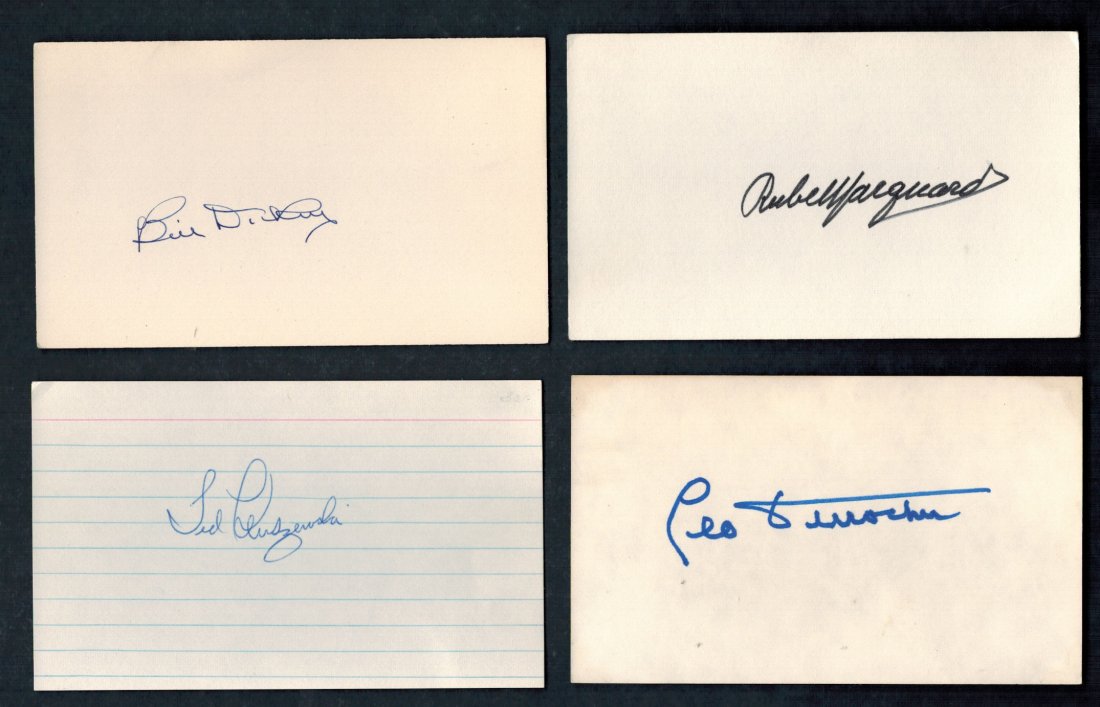 Bill Dickey
Rube Marquard
Ted Kluszewski
Leo Durocher